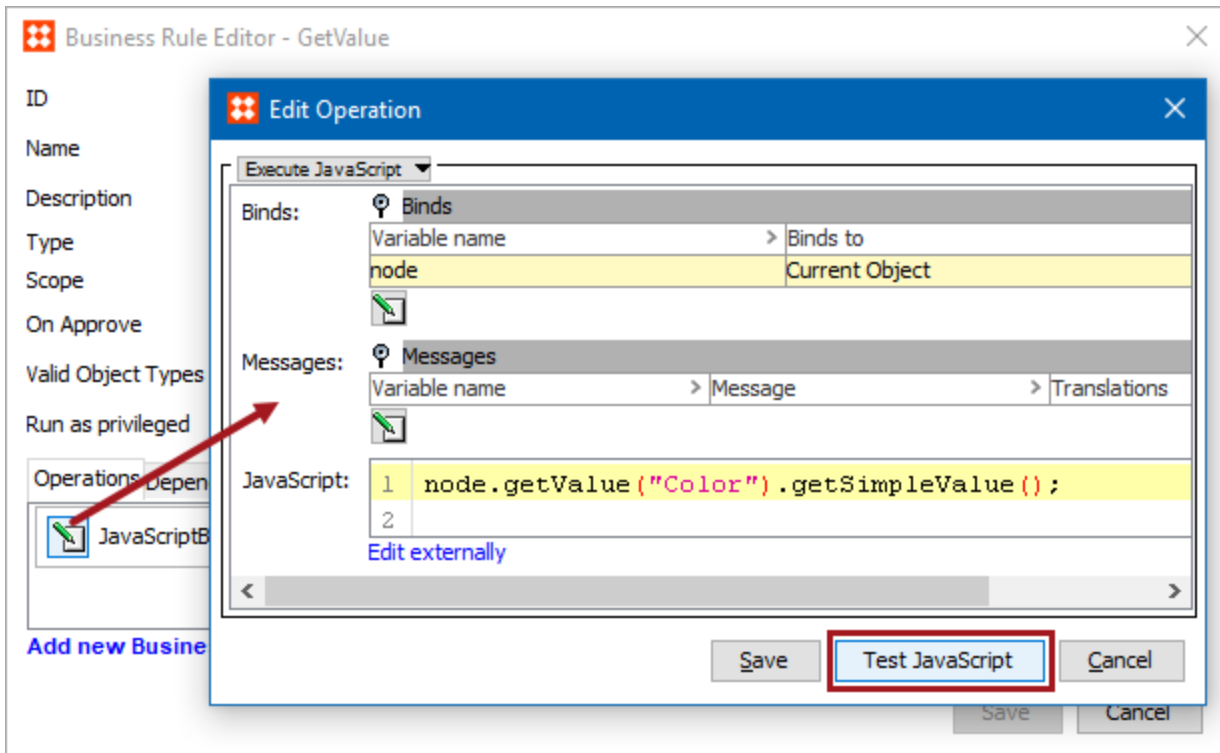 Business Rule Editor - GetValue
ID
Name
Description
Type
Scope
On Approve
Valid Object Types
Run as privileged
Operations Depen
JavaScriptB
Add new Busine
Edit Operation
Execute JavaScript
Binds: Binds
Variable name > Binds to
node Current Object
Messages: Messages
Variable name > Message > Translations
JavaScript: 1 node.getValue("Color").getSimpleValue();
2
Edit externally
Save Test JavaScript Cancel
Save Cancel